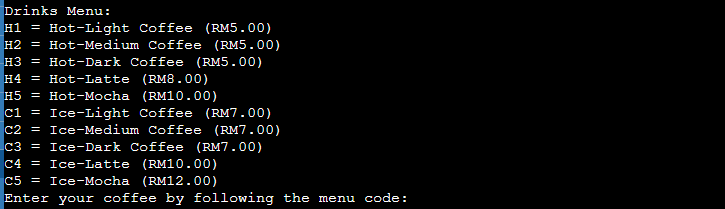 Drinks Menu:
H1 = Hot-Light Coffee (RM5.00)
H2 = Hot-Medium Coffee (RM5.00)
H3 = Hot-Dark Coffee (RM5.00)
H4 = Hot-Latte (RM8.00)
H5 = Hot-Mocha (RM10.00)
C1 = Ice-Light Coffee (RM7.00)
C2 = Ice-Medium Coffee (RM7.00)
C3 = Ice-Dark Coffee (RM7.00)
C4 = Ice-Latte (RM10.00)
C5 = Ice-Mocha (RM12.00)
Enter your coffee by following the menu code: